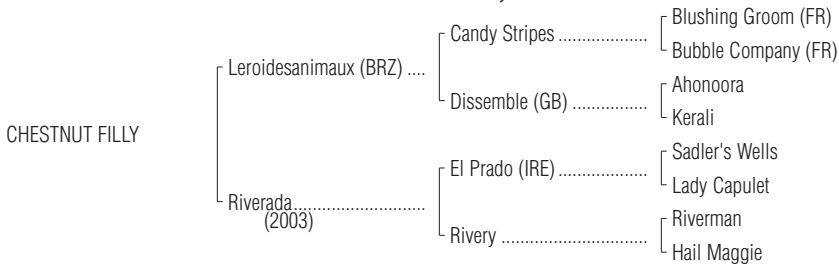 Blushing Groom (FR)
Candy Stripes ....................
Bubble Company (FR)
Leroidesanimaux (BRZ) ....
Ahonoora
Dissemble (GB) .................
Kerali
CHESTNUT FILLY
Sadler's Wells
El Prado (IRE) ....................
Lady Capulet
Riverada.............................
(2003)
Riverman
Rivery .................................
Hail Maggie